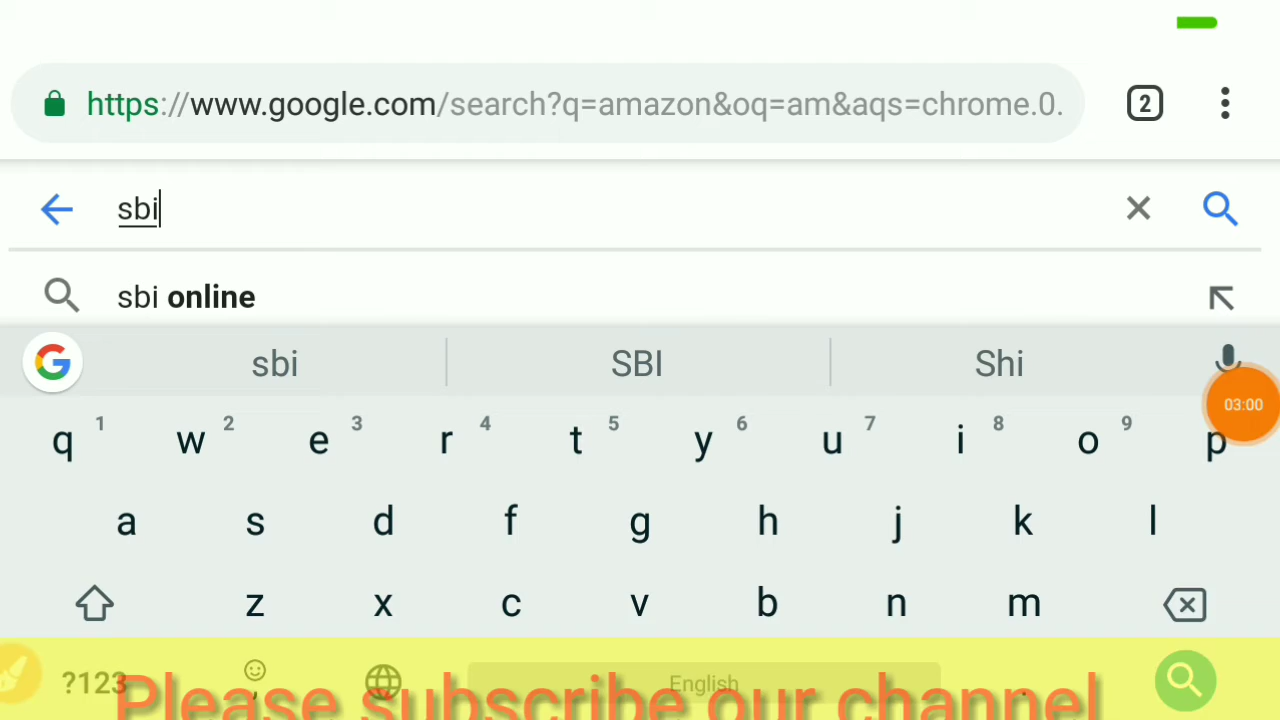 https://www.google.com/search?q=amazon&oq=am&aqs=chrome.0.
2
sbi
sbi online
sbi SBI Shi
03:00
q 1 w 2 e 3 r 4 t 5 y 6 u 7 i 8 o 9 p
a s d f g h j k l
z x c v b n m
?123 , English .
Please subscribe our channel